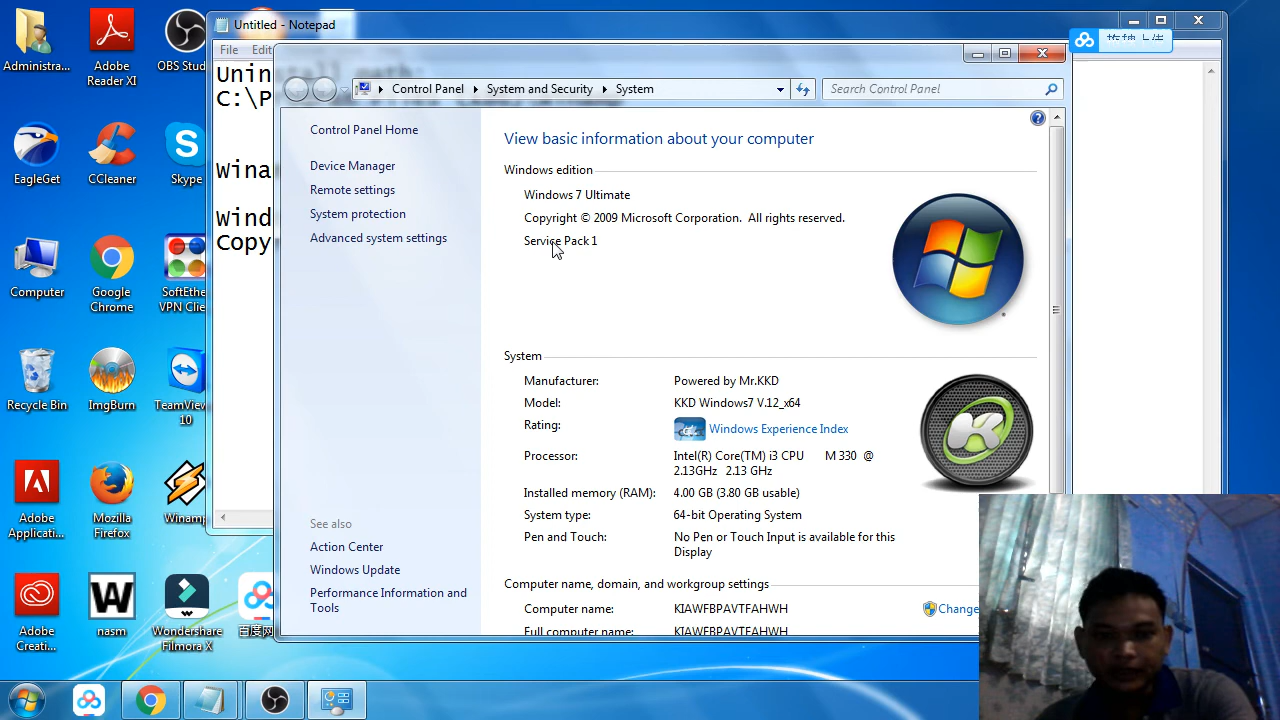 Untitled - Notepad
File Edit
C:\P
Wina
Wind
Copy
Control Panel System and Security System
Search Control Panel
Control Panel Home
Device Manager
Remote settings
System protection
Advanced system settings
See also
Action Center
Windows Update
Performance Information and
Tools
View basic information about your computer
Windows edition
Windows 7 Ultimate
Copyright © 2009 Microsoft Corporation. All rights reserved.
Service Pack 1
System
Manufacturer: Powered by Mr.KKD
Model: KKD Windows7 V.12_x64
Rating: Windows Experience Index
Processor: Intel(R) Core(TM) i3 CPU M 330 @
2.13GHz 2.13 GHz
Installed memory (RAM): 4.00 GB (3.80 GB usable)
System type: 64-bit Operating System
Pen and Touch: No Pen or Touch Input is available for this
Display
Computer name, domain, and workgroup settings
Computer name: KIAWFBPAVTFAHWH
Change
Full computer name: KIAWFBPAVTFAHWH
Administra...
Adobe
Reader XI
OBS Stud
EagleGet
CCleaner
Skype
Computer
Google
Chrome
SoftEthe
VPN Clie
Recycle Bin
ImgBurn
TeamView
10
Adobe
Applicati...
Mozilla
Firefox
Winamp
Adobe
Creati...
nasm
Wondershare
Filmora X
百度网